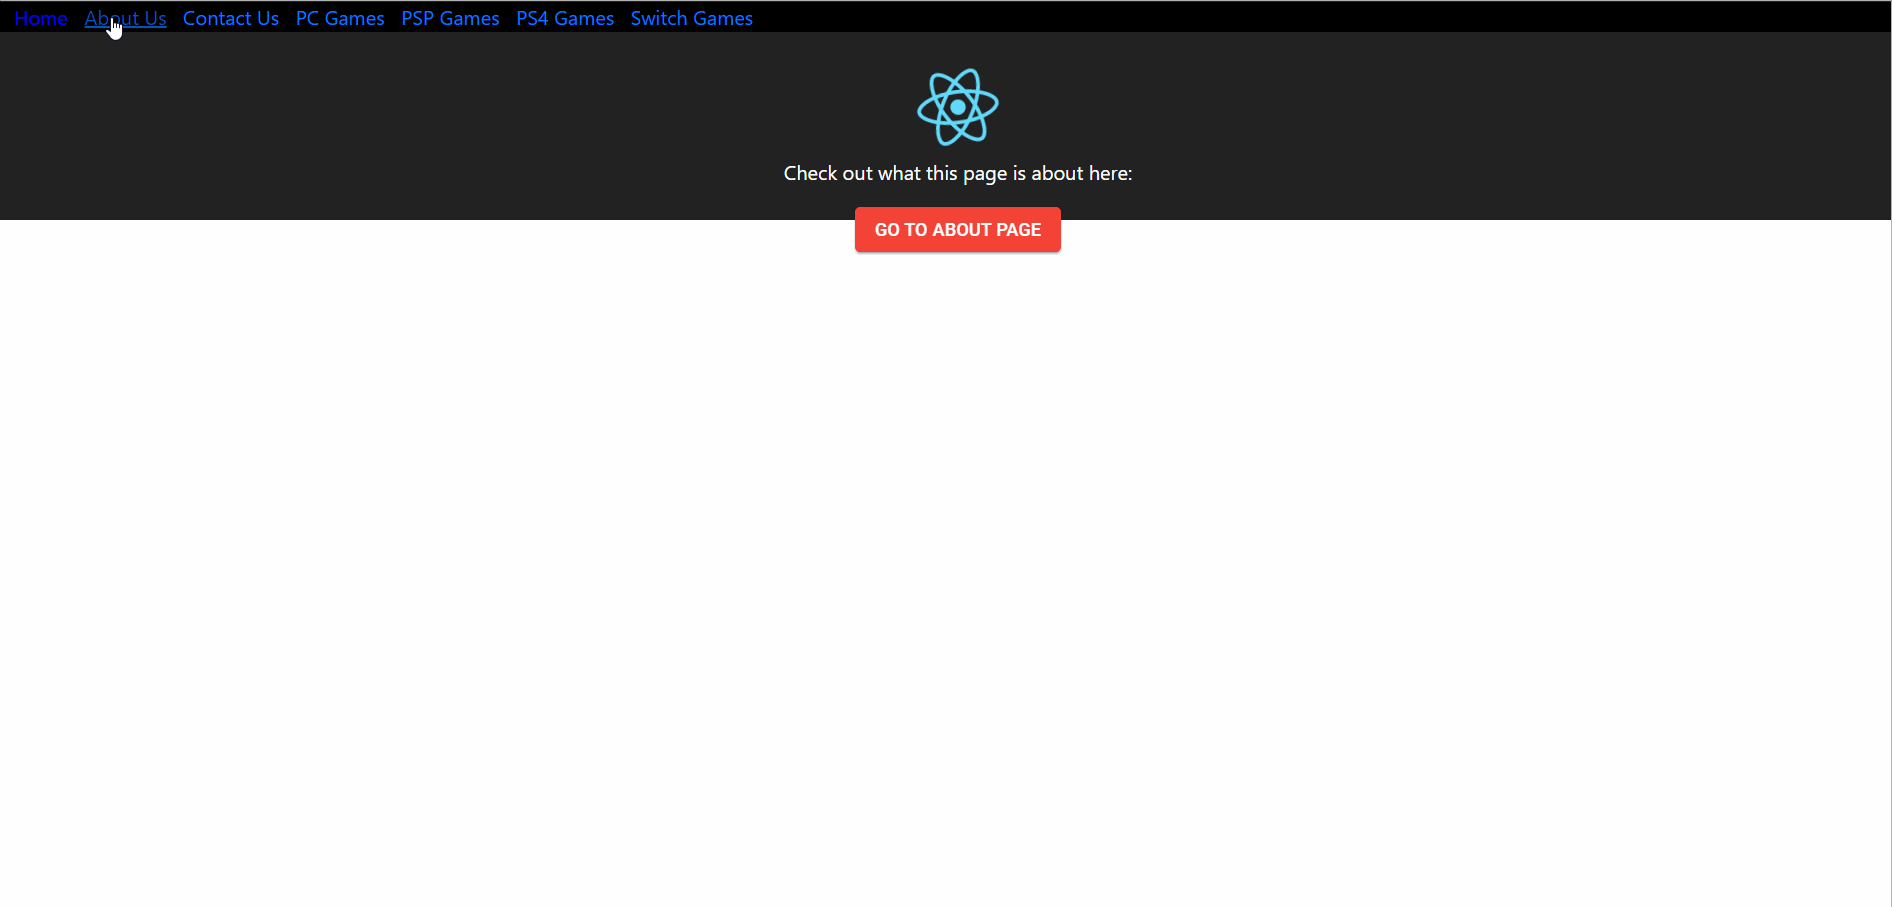 Home About Us Contact Us PC Games PSP Games PS4 Games Switch Games
Check out what this page is about here:
GO TO ABOUT PAGE